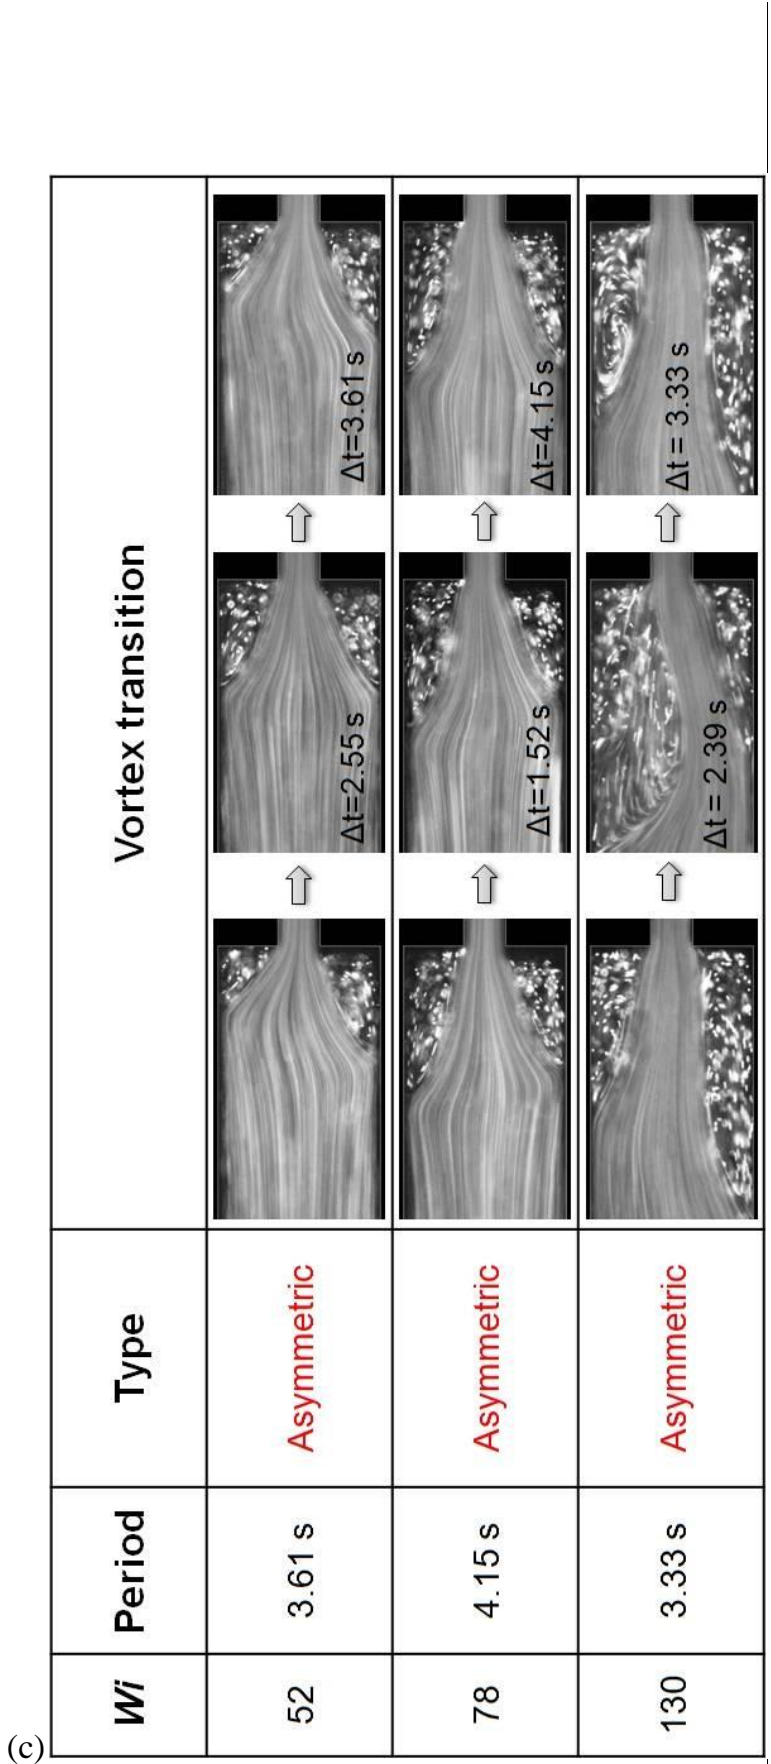 (c)
Wi Period Type Vortex transition
52 3.61 s Asymmetric Δt=2.55 s Δt=3.61 s
78 4.15 s Asymmetric Δt=1.52 s Δt=4.15 s
130 3.33 s Asymmetric Δt = 2.39 s Δt = 3.33 s